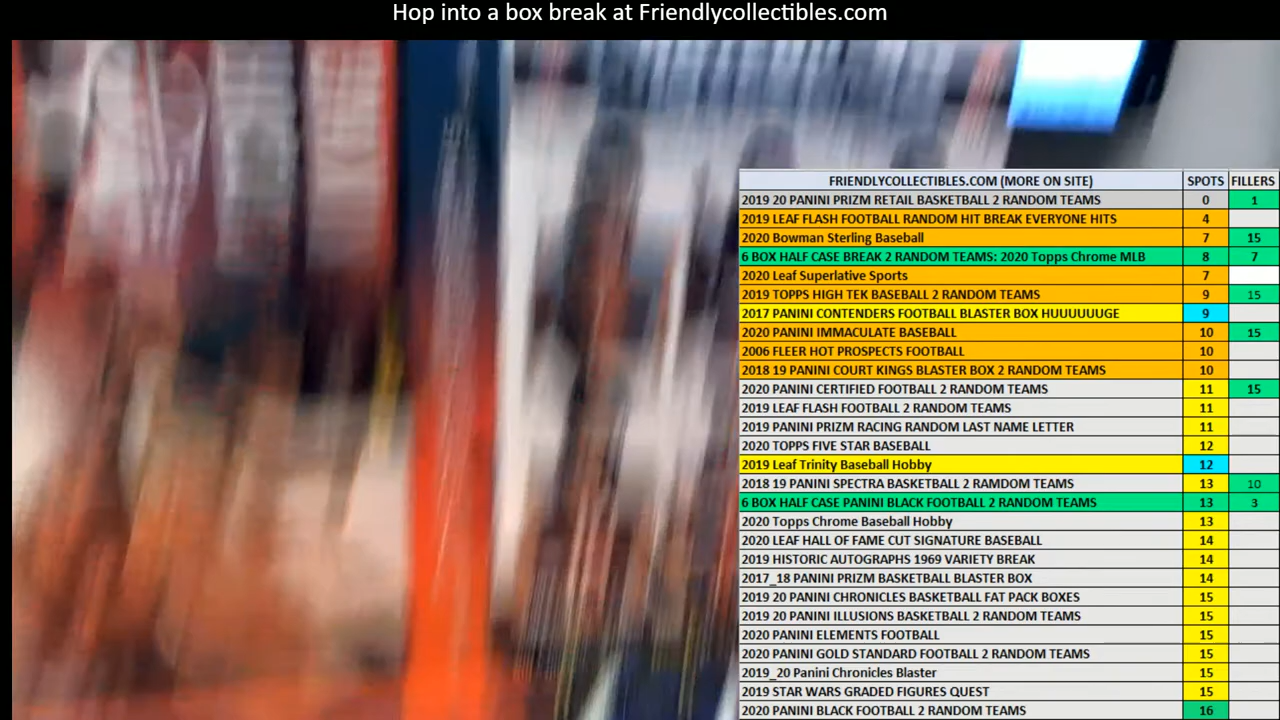 Hop into a box break at Friendlycollectibles.com
FRIENDLYCOLLECTIBLES.COM (MORE ON SITE) SPOTS FILLERS
2019 20 PANINI PRIZM RETAIL BASKETBALL 2 RANDOM TEAMS 0 1
2019 LEAF FLASH FOOTBALL RANDOM HIT BREAK EVERYONE HITS 4
2020 Bowman Sterling Baseball 7 15
6 BOX HALF CASE BREAK 2 RANDOM TEAMS: 2020 Topps Chrome MLB 8 7
2020 Leaf Superlative Sports 7
2019 TOPPS HIGH TEK BASEBALL 2 RANDOM TEAMS 9 15
2017 PANINI CONTENDERS FOOTBALL BLASTER BOX HUUUUUUGE 9
2020 PANINI IMMACULATE BASEBALL 10 15
2006 FLEER HOT PROSPECTS FOOTBALL 10
2018 19 PANINI COURT KINGS BLASTER BOX 2 RANDOM TEAMS 10
2020 PANINI CERTIFIED FOOTBALL 2 RANDOM TEAMS 11 15
2019 LEAF FLASH FOOTBALL 2 RANDOM TEAMS 11
2019 PANINI PRIZM RACING RANDOM LAST NAME LETTER 11
2020 TOPPS FIVE STAR BASEBALL 12
2019 Leaf Trinity Baseball Hobby 12
2018 19 PANINI SPECTRA BASKETBALL 2 RAMDOM TEAMS 13 10
6 BOX HALF CASE PANINI BLACK FOOTBALL 2 RANDOM TEAMS 13 3
2020 Topps Chrome Baseball Hobby 13
2020 LEAF HALL OF FAME CUT SIGNATURE BASEBALL 14
2019 HISTORIC AUTOGRAPHS 1969 VARIETY BREAK 14
2017_18 PANINI PRIZM BASKETBALL BLASTER BOX 14
2019 20 PANINI CHRONICLES BASKETBALL FAT PACK BOXES 15
2019 20 PANINI ILLUSIONS BASKETBALL 2 RANDOM TEAMS 15
2020 PANINI ELEMENTS FOOTBALL 15
2020 PANINI GOLD STANDARD FOOTBALL 2 RANDOM TEAMS 15
2019_20 Panini Chronicles Blaster 15
2019 STAR WARS GRADED FIGURES QUEST 15
2020 PANINI BLACK FOOTBALL 2 RANDOM TEAMS 16